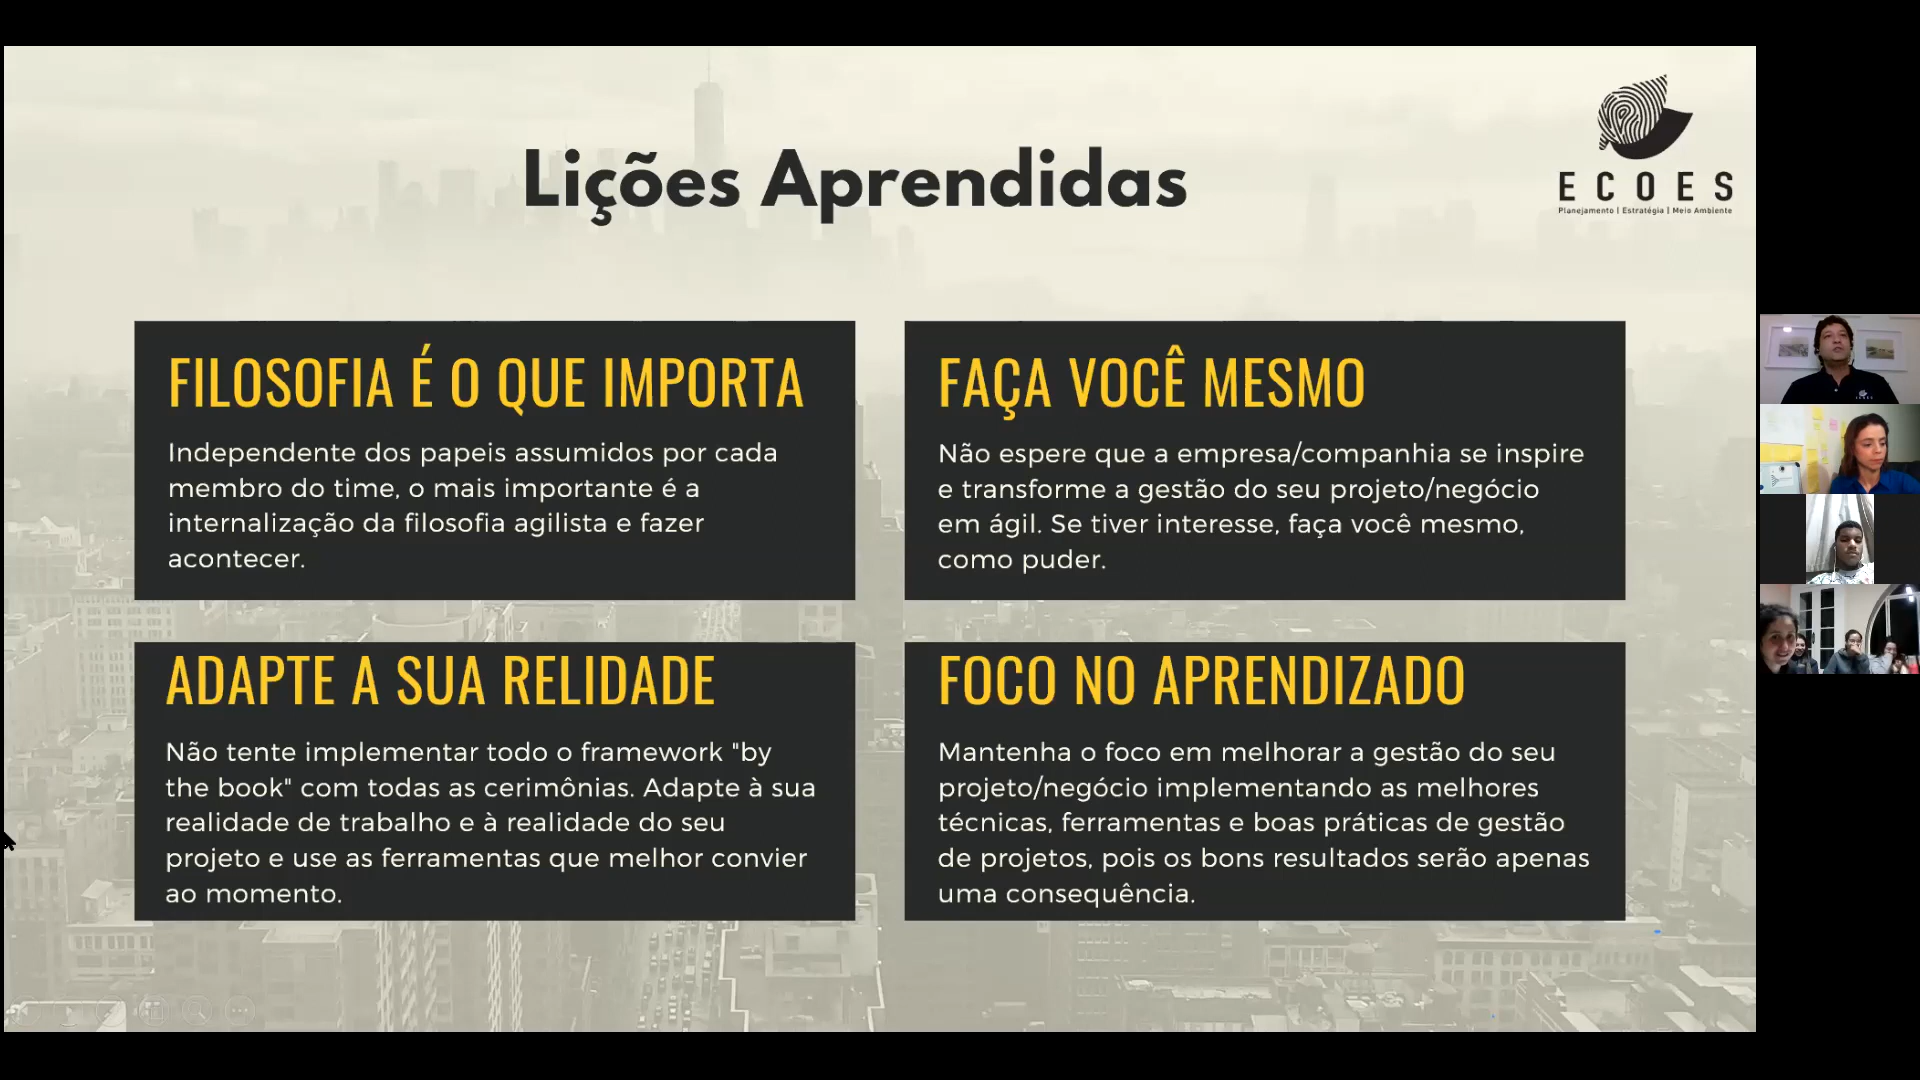 Lições Aprendidas
ECOES
Planejamento | Estratégia | Meio Ambiente
FILOSOFIA É O QUE IMPORTA
Independente dos papeis assumidos por cada
membro do time, o mais importante é a
internalização da filosofia agilista e fazer
acontecer.
FAÇA VOCÊ MESMO
Não espere que a empresa/companhia se inspire
e transforme a gestão do seu projeto/negócio
em ágil. Se tiver interesse, faça você mesmo,
como puder.
ADAPTE A SUA RELIDADE
Não tente implementar todo o framework "by
the book" com todas as cerimônias. Adapte à sua
realidade de trabalho e à realidade do seu
projeto e use as ferramentas que melhor convier
ao momento.
FOCO NO APRENDIZADO
Mantenha o foco em melhorar a gestão do seu
projeto/negócio implementando as melhores
técnicas, ferramentas e boas práticas de gestão
de projetos, pois os bons resultados serão apenas
uma consequência.